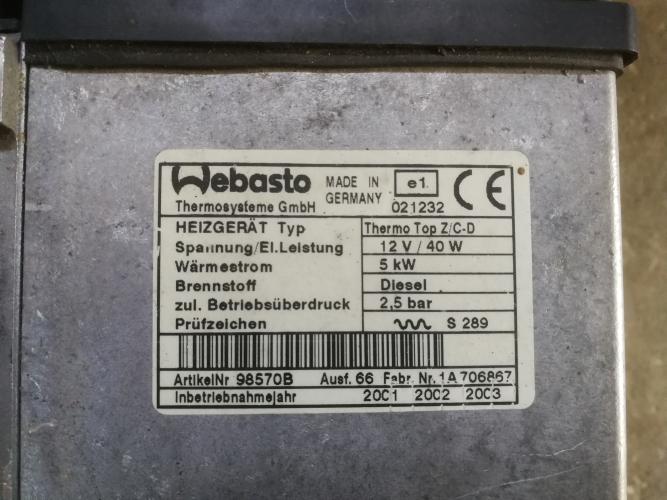 Webasto MADE IN GERMANY e1 CE
Thermosysteme GmbH 021232
HEIZGERÄT Typ Thermo Top Z/C-D
Spannung/El.Leistung 12 V / 40 W
Wärmestrom 5 kW
Brennstoff Diesel
zul. Betriebsüberdruck 2,5 bar
Prüfzeichen S 289
ArtikelNr 98570B Ausf. 66 Fabr. Nr. 1A 706867
Inbetriebnahmejahr 2001 2002 2003